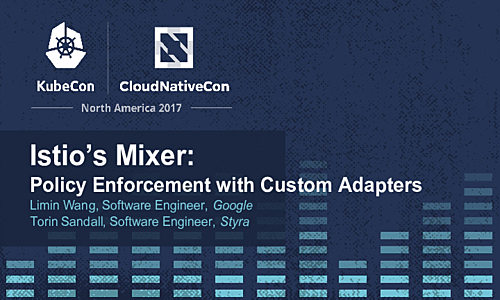 KubeCon
CloudNativeCon
North America 2017
Istio's Mixer:
Policy Enforcement with Custom Adapters
Limin Wang, Software Engineer, Google
Torin Sandall, Software Engineer, Styra